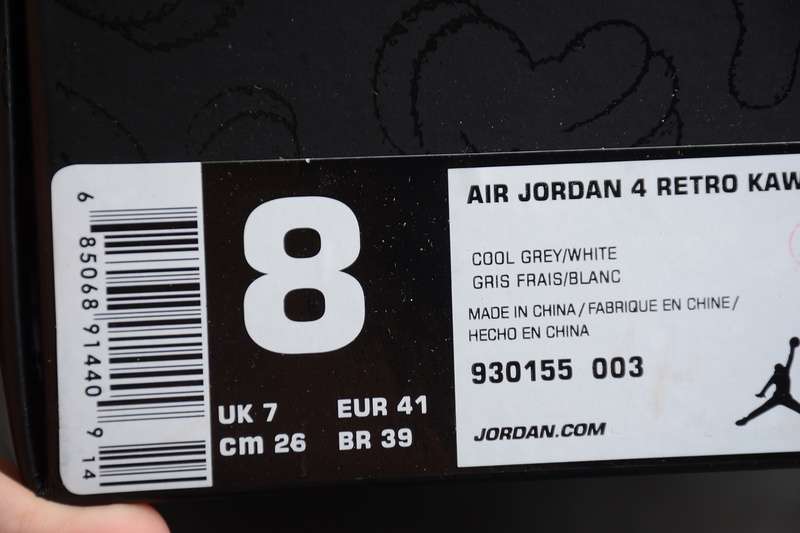 6 85068 91440 9 14
8
UK 7 EUR 41
cm 26 BR 39
AIR JORDAN 4 RETRO KAW
COOL GREY/WHITE
GRIS FRAIS/BLANC
MADE IN CHINA/FABRIQUE EN CHINE/
HECHO EN CHINA
930155 003
JORDAN.COM